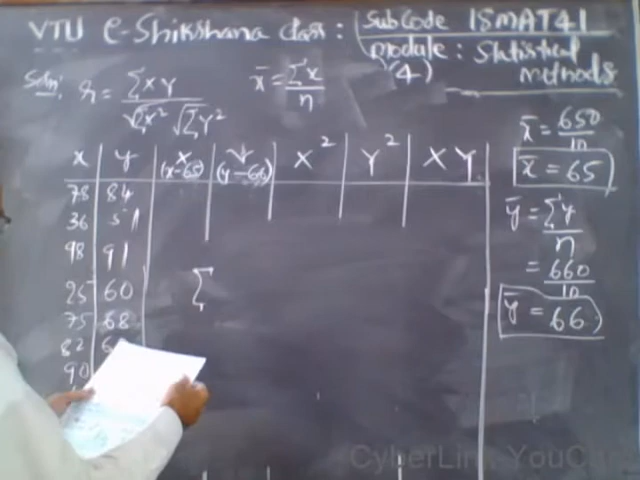 VTU e-Shikshana class : Sub Code 15MAT41
Module : Statistical
(4) methods
Soln: r = ΣXY / √ΣX² √ΣY²
x̄ = Σx / n
x̄ = 650 / 10
x̄ = 65
ȳ = Σy / n
= 660 / 10
ȳ = 66
x y X (x-65) Y (y-66) X² Y² XY
78 84
36 51
98 91
25 60
75 68
82 6
90
Σ
CyberLink YouCam